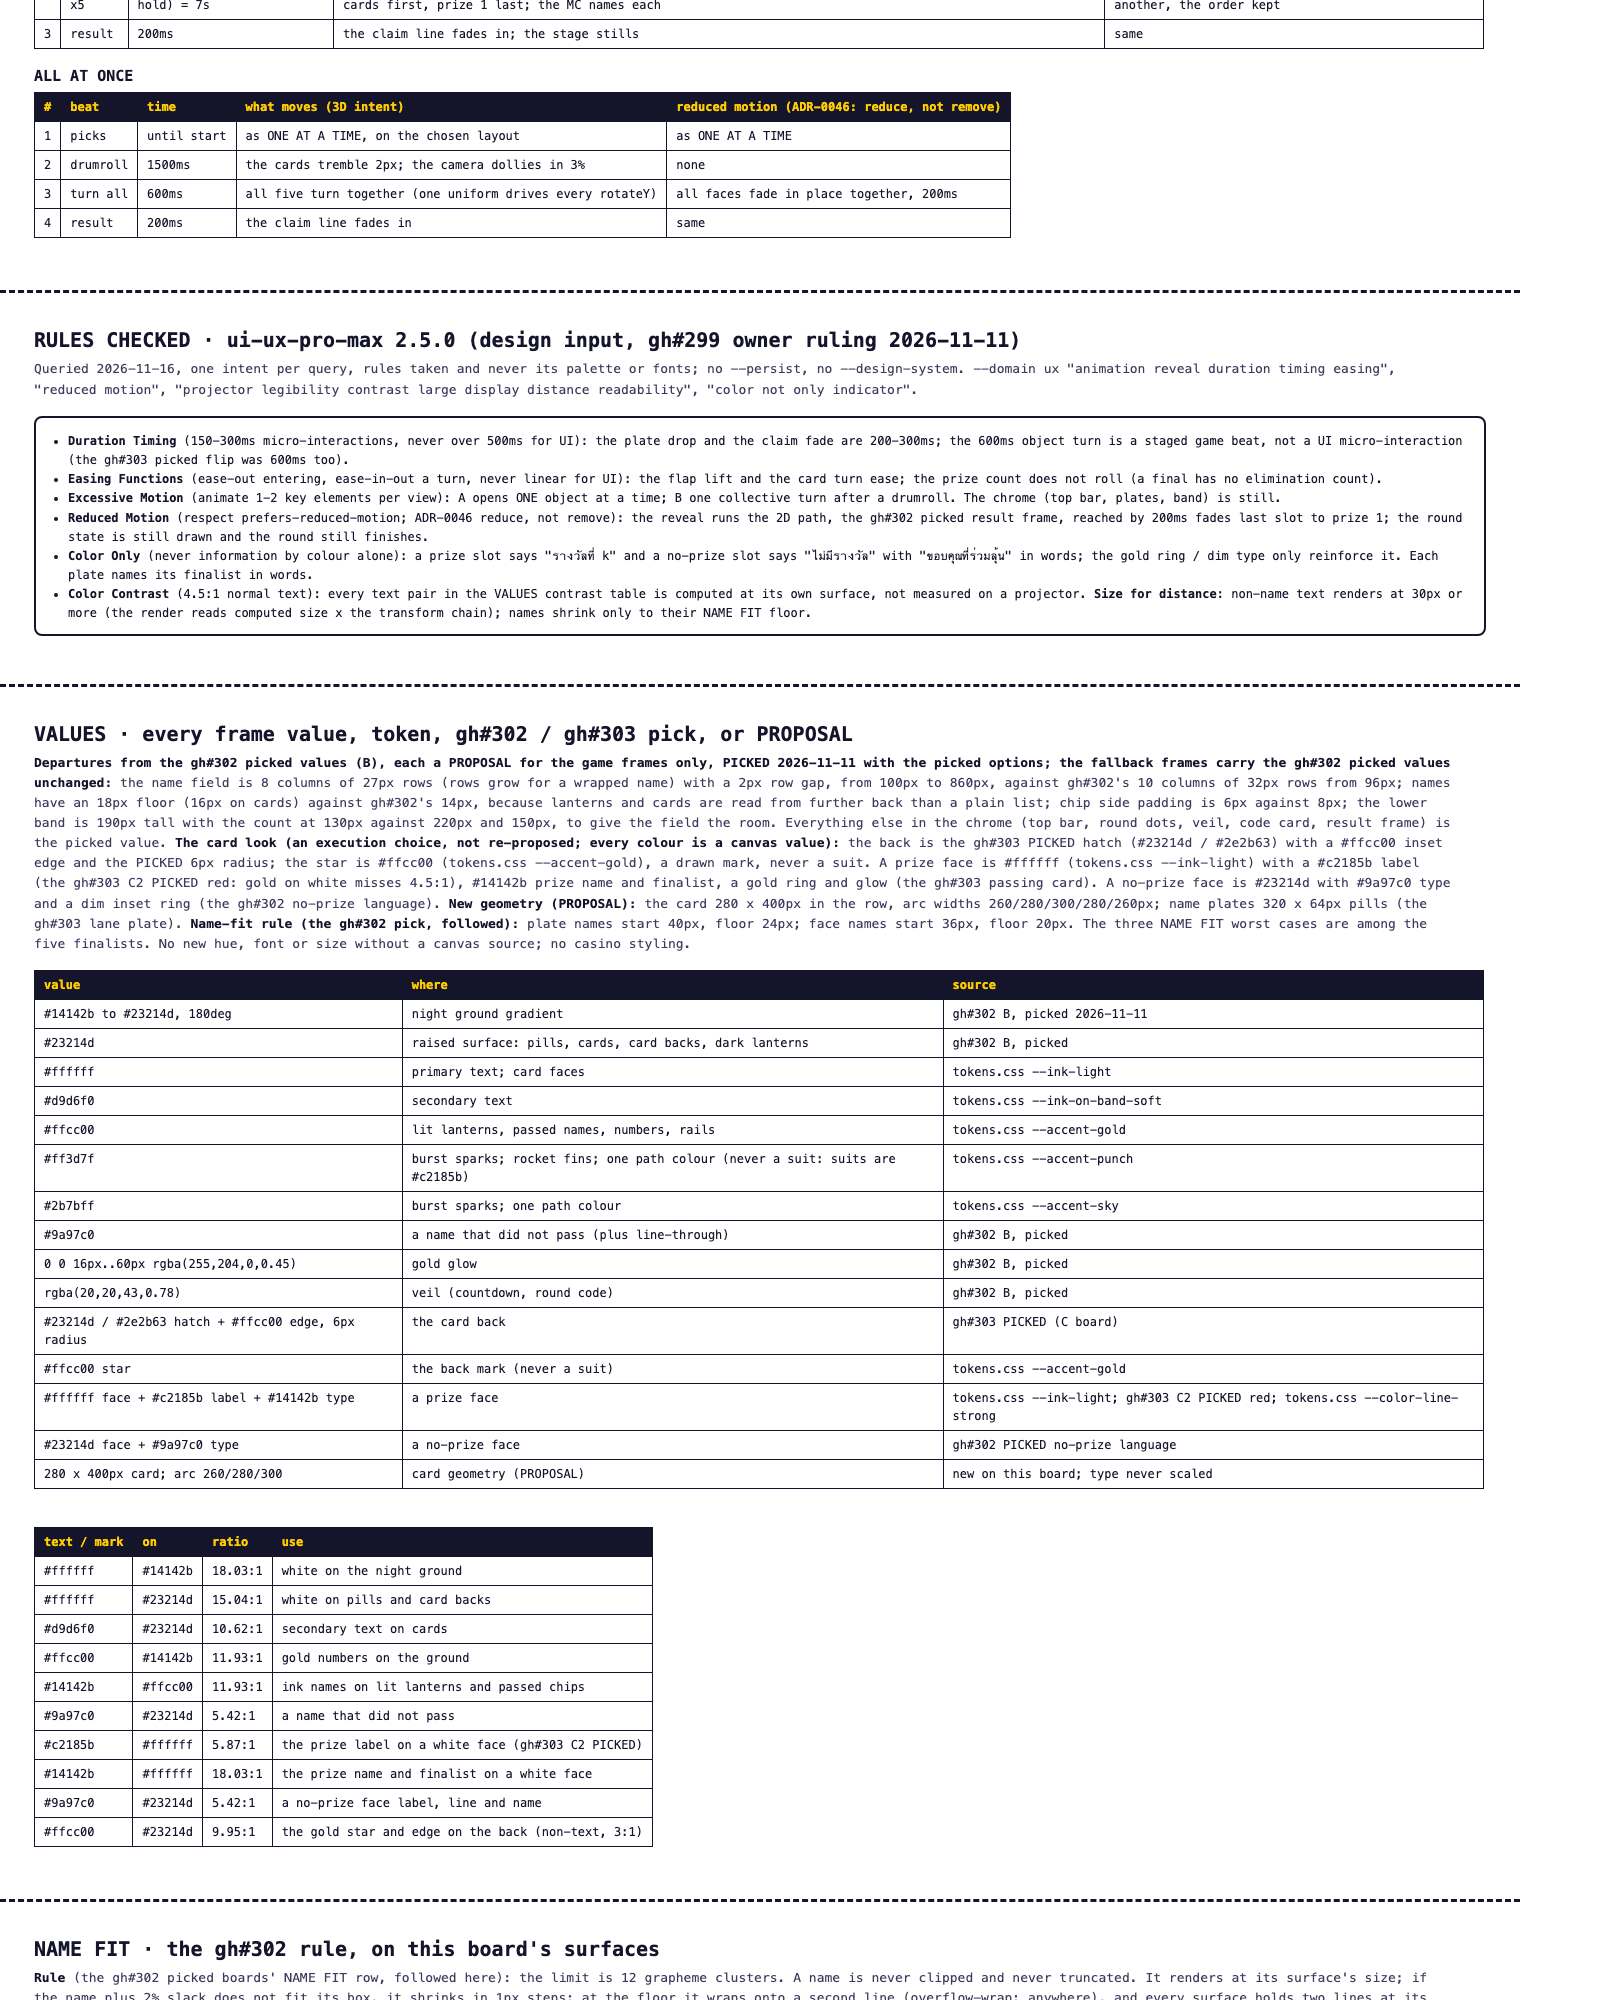 x5 hold) = 7s cards first, prize 1 last; the MC names each another, the order kept
3 result 200ms the claim line fades in; the stage stills same
ALL AT ONCE
# beat time what moves (3D intent) reduced motion (ADR-0046: reduce, not remove)
1 picks until start as ONE AT A TIME, on the chosen layout as ONE AT A TIME
2 drumroll 1500ms the cards tremble 2px; the camera dollies in 3% none
3 turn all 600ms all five turn together (one uniform drives every rotateY) all faces fade in place together, 200ms
4 result 200ms the claim line fades in same
RULES CHECKED · ui-ux-pro-max 2.5.0 (design input, gh#299 owner ruling 2026-11-11)
Queried 2026-11-16, one intent per query, rules taken and never its palette or fonts; no --persist, no --design-system. --domain ux "animation reveal duration timing easing",
"reduced motion", "projector legibility contrast large display distance readability", "color not only indicator".
• Duration Timing (150-300ms micro-interactions, never over 500ms for UI): the plate drop and the claim fade are 200-300ms; the 600ms object turn is a staged game beat, not a UI micro-interaction
(the gh#303 picked flip was 600ms too).
• Easing Functions (ease-out entering, ease-in-out a turn, never linear for UI): the flap lift and the card turn ease; the prize count does not roll (a final has no elimination count).
• Excessive Motion (animate 1-2 key elements per view): A opens ONE object at a time; B one collective turn after a drumroll. The chrome (top bar, plates, band) is still.
• Reduced Motion (respect prefers-reduced-motion; ADR-0046 reduce, not remove): the reveal runs the 2D path, the gh#302 picked result frame, reached by 200ms fades last slot to prize 1; the round
state is still drawn and the round still finishes.
• Color Only (never information by colour alone): a prize slot says "รางวัลที่ k" and a no-prize slot says "ไม่มีรางวัล" with "ขอบคุณที่ร่วมลุ้น" in words; the gold ring / dim type only reinforce it. Each
plate names its finalist in words.
• Color Contrast (4.5:1 normal text): every text pair in the VALUES contrast table is computed at its own surface, not measured on a projector. Size for distance: non-name text renders at 30px or
more (the render reads computed size x the transform chain); names shrink only to their NAME FIT floor.
VALUES · every frame value, token, gh#302 / gh#303 pick, or PROPOSAL
Departures from the gh#302 picked values (B), each a PROPOSAL for the game frames only, PICKED 2026-11-11 with the picked options; the fallback frames carry the gh#302 picked values
unchanged: the name field is 8 columns of 27px rows (rows grow for a wrapped name) with a 2px row gap, from 100px to 860px, against gh#302's 10 columns of 32px rows from 96px; names
have an 18px floor (16px on cards) against gh#302's 14px, because lanterns and cards are read from further back than a plain list; chip side padding is 6px against 8px; the lower
band is 190px tall with the count at 130px against 220px and 150px, to give the field the room. Everything else in the chrome (top bar, round dots, veil, code card, result frame) is
the picked value. The card look (an execution choice, not re-proposed; every colour is a canvas value): the back is the gh#303 PICKED hatch (#23214d / #2e2b63) with a #ffcc00 inset
edge and the PICKED 6px radius; the star is #ffcc00 (tokens.css --accent-gold), a drawn mark, never a suit. A prize face is #ffffff (tokens.css --ink-light) with a #c2185b label
(the gh#303 C2 PICKED red: gold on white misses 4.5:1), #14142b prize name and finalist, a gold ring and glow (the gh#303 passing card). A no-prize face is #23214d with #9a97c0 type
and a dim inset ring (the gh#302 no-prize language). New geometry (PROPOSAL): the card 280 x 400px in the row, arc widths 260/280/300/280/260px; name plates 320 x 64px pills (the
gh#303 lane plate). Name-fit rule (the gh#302 pick, followed): plate names start 40px, floor 24px; face names start 36px, floor 20px. The three NAME FIT worst cases are among the
five finalists. No new hue, font or size without a canvas source; no casino styling.
value where source
#14142b to #23214d, 180deg night ground gradient gh#302 B, picked 2026-11-11
#23214d raised surface: pills, cards, card backs, dark lanterns gh#302 B, picked
#ffffff primary text; card faces tokens.css --ink-light
#d9d6f0 secondary text tokens.css --ink-on-band-soft
#ffcc00 lit lanterns, passed names, numbers, rails tokens.css --accent-gold
#ff3d7f burst sparks; rocket fins; one path colour (never a suit: suits are tokens.css --accent-punch
#c2185b)
#2b7bff burst sparks; one path colour tokens.css --accent-sky
#9a97c0 a name that did not pass (plus line-through) gh#302 B, picked
0 0 16px..60px rgba(255,204,0,0.45) gold glow gh#302 B, picked
rgba(20,20,43,0.78) veil (countdown, round code) gh#302 B, picked
#23214d / #2e2b63 hatch + #ffcc00 edge, 6px the card back gh#303 PICKED (C board)
radius
#ffcc00 star the back mark (never a suit) tokens.css --accent-gold
#ffffff face + #c2185b label + #14142b type a prize face tokens.css --ink-light; gh#303 C2 PICKED red; tokens.css --color-line-
strong
#23214d face + #9a97c0 type a no-prize face gh#302 PICKED no-prize language
280 x 400px card; arc 260/280/300 card geometry (PROPOSAL) new on this board; type never scaled
text / mark on ratio use
#ffffff #14142b 18.03:1 white on the night ground
#ffffff #23214d 15.04:1 white on pills and card backs
#d9d6f0 #23214d 10.62:1 secondary text on cards
#ffcc00 #14142b 11.93:1 gold numbers on the ground
#14142b #ffcc00 11.93:1 ink names on lit lanterns and passed chips
#9a97c0 #23214d 5.42:1 a name that did not pass
#c2185b #ffffff 5.87:1 the prize label on a white face (gh#303 C2 PICKED)
#14142b #ffffff 18.03:1 the prize name and finalist on a white face
#9a97c0 #23214d 5.42:1 a no-prize face label, line and name
#ffcc00 #23214d 9.95:1 the gold star and edge on the back (non-text, 3:1)
NAME FIT · the gh#302 rule, on this board's surfaces
Rule (the gh#302 picked boards' NAME FIT row, followed here): the limit is 12 grapheme clusters. A name is never clipped and never truncated. It renders at its surface's size; if
the name plus 2% slack does not fit its box, it shrinks in 1px steps; at the floor it wraps onto a second line (overflow-wrap: anywhere), and every surface holds two lines at its